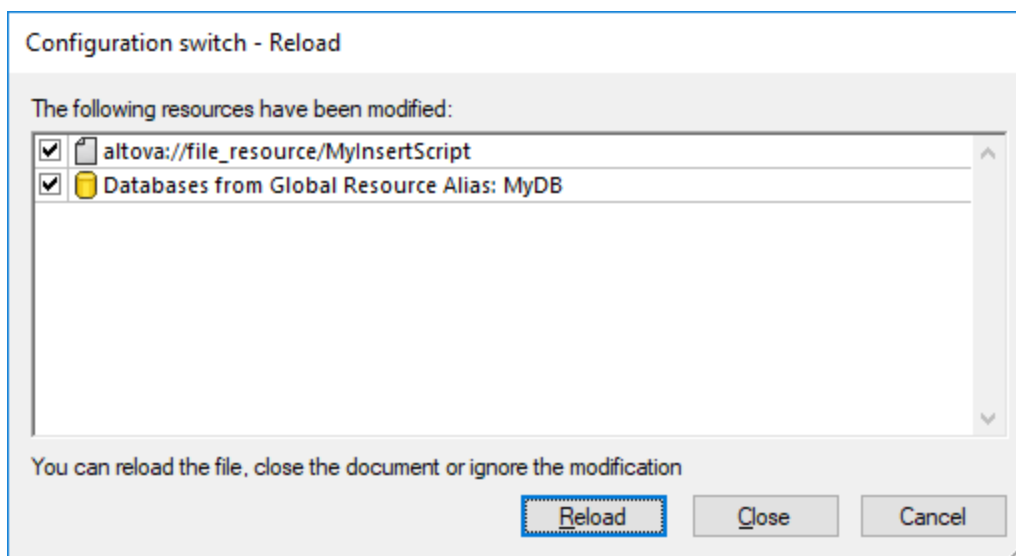 Configuration switch - Reload
The following resources have been modified:
altova://file_resource/MyInsertScript
Databases from Global Resource Alias: MyDB
You can reload the file, close the document or ignore the modification
Reload Close Cancel